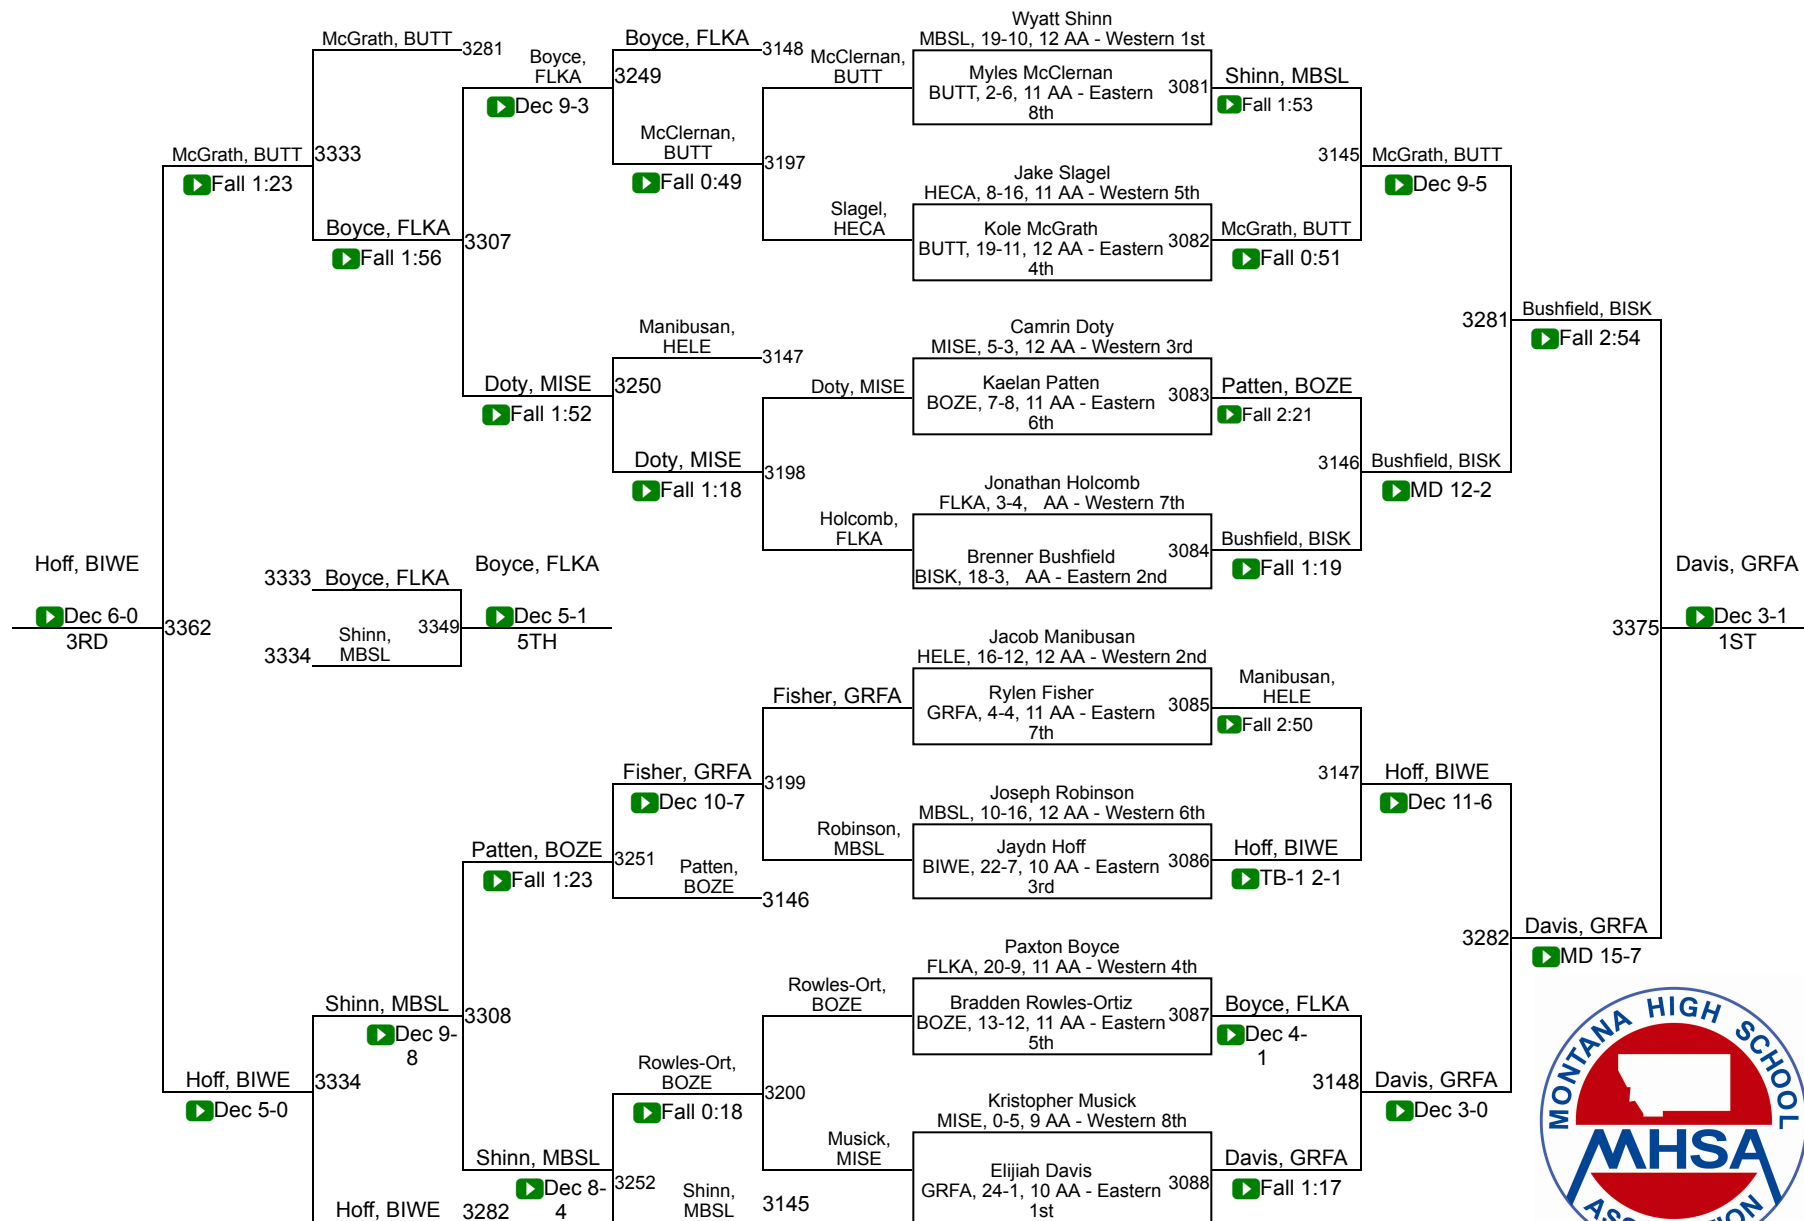 McGrath, BUTT
3281
Boyce,
FLKA
Dec 9-3
3249
Boyce, FLKA
3148
McClernan,
BUTT
Wyatt Shinn
MBSL, 19-10, 12 AA - Western 1st
Myles McClernan
BUTT, 2-6, 11 AA - Eastern
8th
3081
Shinn, MBSL
Fall 1:53
McGrath, BUTT
Fall 1:23
3333
McClernan,
BUTT
Fall 0:49
3197
Slagel,
HECA
Jake Slagel
HECA, 8-16, 11 AA - Western 5th
Kole McGrath
BUTT, 19-11, 12 AA - Eastern
4th
3082
McGrath, BUTT
Fall 0:51
3145
McGrath, BUTT
Dec 9-5
Boyce, FLKA
Fall 1:56
3307
Manibusan,
HELE
3147
Doty, MISE
Fall 1:52
3250
Doty, MISE
Camrin Doty
MISE, 5-3, 12 AA - Western 3rd
Kaelan Patten
BOZE, 7-8, 11 AA - Eastern
6th
3083
Patten, BOZE
Fall 2:21
3281
Bushfield, BISK
Fall 2:54
Doty, MISE
Fall 1:18
3198
Holcomb,
FLKA
Jonathan Holcomb
FLKA, 3-4, AA - Western 7th
Brenner Bushfield
BISK, 18-3, AA - Eastern 2nd
3084
Bushfield, BISK
Fall 1:19
3146
Bushfield, BISK
MD 12-2
Hoff, BIWE
Dec 6-0
3RD
3362
3333
Boyce, FLKA
3334
Shinn,
MBSL
3349
Boyce, FLKA
Dec 5-1
5TH
3375
Davis, GRFA
Dec 3-1
1ST
Fisher, GRFA
Jacob Manibusan
HELE, 16-12, 12 AA - Western 2nd
Rylen Fisher
GRFA, 4-4, 11 AA - Eastern
7th
3085
Manibusan,
HELE
Fall 2:50
Fisher, GRFA
Dec 10-7
3199
Robinson,
MBSL
Joseph Robinson
MBSL, 10-16, 12 AA - Western 6th
Jaydn Hoff
BIWE, 22-7, 10 AA - Eastern
3rd
3086
Hoff, BIWE
TB-1 2-1
3147
Hoff, BIWE
Dec 11-6
Patten, BOZE
Fall 1:23
3251
Patten,
BOZE
3146
3282
Davis, GRFA
MD 15-7
Shinn, MBSL
Dec 9-
8
3308
Rowles-Ort,
BOZE
Paxton Boyce
FLKA, 20-9, 11 AA - Western 4th
Bradden Rowles-Ortiz
BOZE, 13-12, 11 AA - Eastern
5th
3087
Boyce, FLKA
Dec 4-
1
Hoff, BIWE
Dec 5-0
3334
Rowles-Ort,
BOZE
Fall 0:18
3200
Musick,
MISE
Kristopher Musick
MISE, 0-5, 9 AA - Western 8th
Elijiah Davis
GRFA, 24-1, 10 AA - Eastern
1st
3088
Davis, GRFA
Fall 1:17
3148
Davis, GRFA
Dec 3-0
Shinn, MBSL
Dec 8-
4
3252
Shinn,
MBSL
3145
Hoff, BIWE
3282
MONTANA HIGH SCHOOL
MHSA